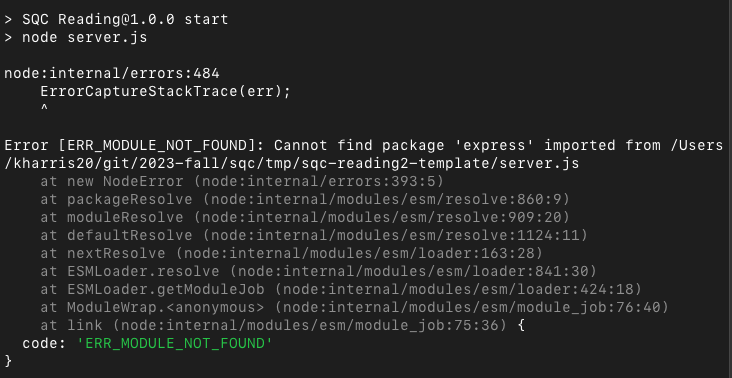 > SQC Reading@1.0.0 start
> node server.js
node:internal/errors:484
ErrorCaptureStackTrace(err);
^
Error [ERR_MODULE_NOT_FOUND]: Cannot find package 'express' imported from /Users
/kharris20/git/2023-fall/sqc/tmp/sqc-reading2-template/server.js
at new NodeError (node:internal/errors:393:5)
at packageResolve (node:internal/modules/esm/resolve:860:9)
at moduleResolve (node:internal/modules/esm/resolve:909:20)
at defaultResolve (node:internal/modules/esm/resolve:1124:11)
at nextResolve (node:internal/modules/esm/loader:163:28)
at ESMLoader.resolve (node:internal/modules/esm/loader:841:30)
at ESMLoader.getModuleJob (node:internal/modules/esm/loader:424:18)
at ModuleWrap.<anonymous> (node:internal/modules/esm/module_job:76:40)
at link (node:internal/modules/esm/module_job:75:36) {
code: 'ERR_MODULE_NOT_FOUND'
}